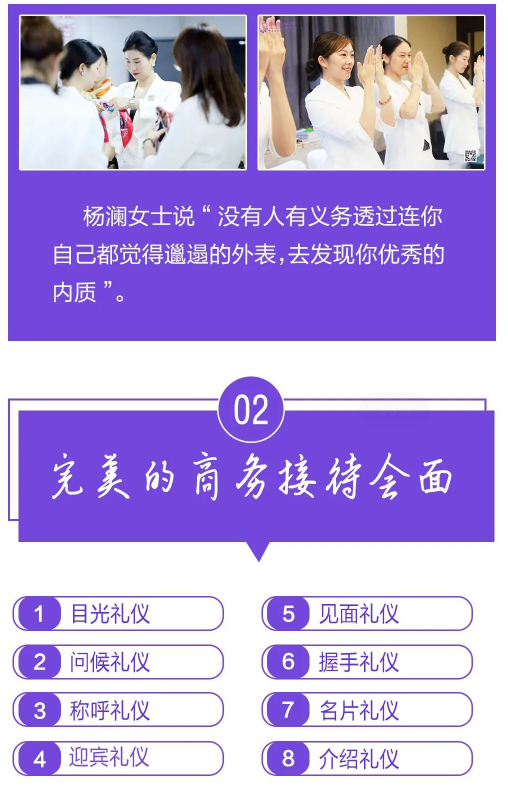 杨澜女士说“没有人有义务透过连你
自己都觉得邋遢的外表,去发现你优秀的
内质”。
02
完美的商务接待会面
1 目光礼仪
2 问候礼仪
3 称呼礼仪
4 迎宾礼仪
5 见面礼仪
6 握手礼仪
7 名片礼仪
8 介绍礼仪